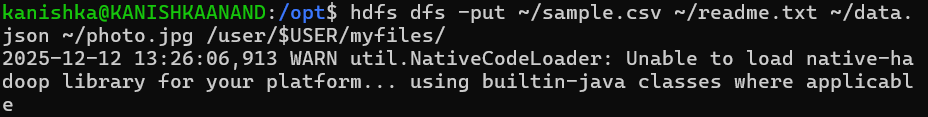 kanishka@KANISHKAANAND:/opt$ hdfs dfs -put ~/sample.csv ~/readme.txt ~/data.
json ~/photo.jpg /user/$USER/myfiles/
2025-12-12 13:26:06,913 WARN util.NativeCodeLoader: Unable to load native-ha
doop library for your platform... using builtin-java classes where applicabl
e